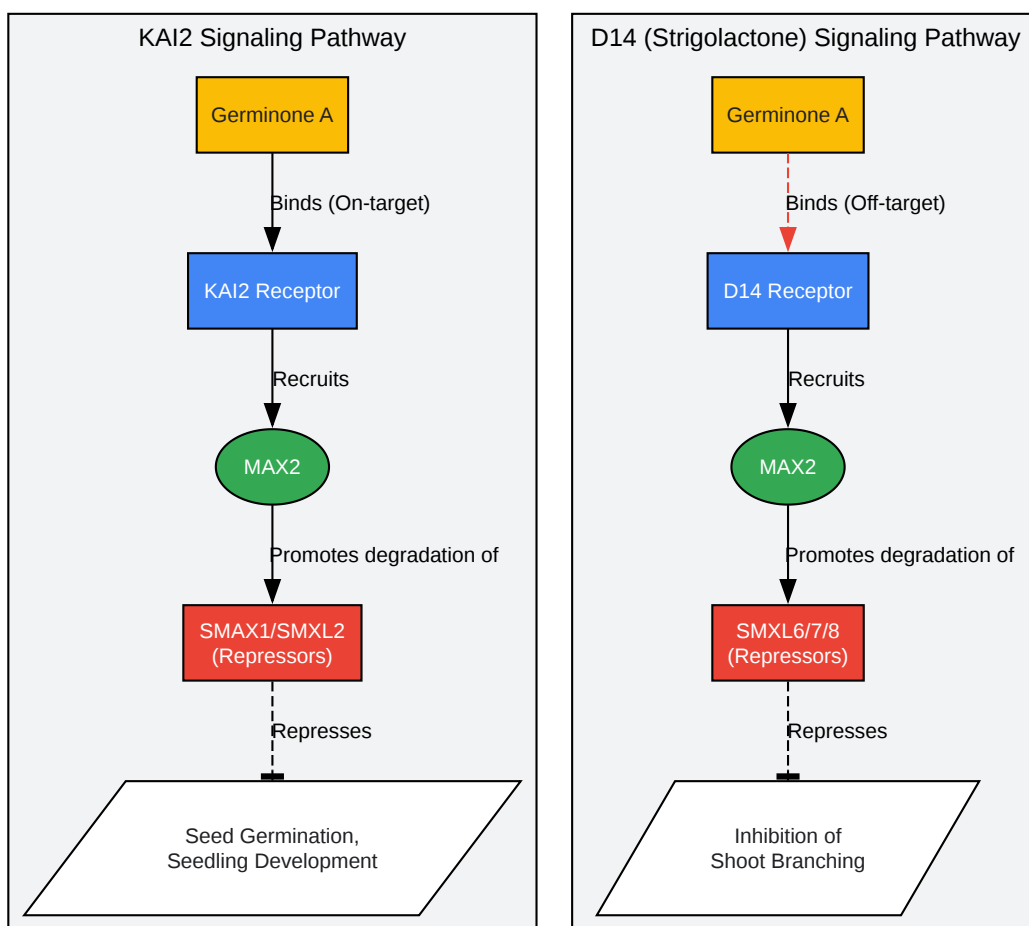 KAI2 Signaling Pathway
Germinone A
Binds (On-target)
KAI2 Receptor
Recruits
MAX2
Promotes degradation of
SMAX1/SMXL2
(Repressors)
Represses
Seed Germination,
Seedling Development
D14 (Strigolactone) Signaling Pathway
Germinone A
Binds (Off-target)
D14 Receptor
Recruits
MAX2
Promotes degradation of
SMXL6/7/8
(Repressors)
Represses
Inhibition of
Shoot Branching